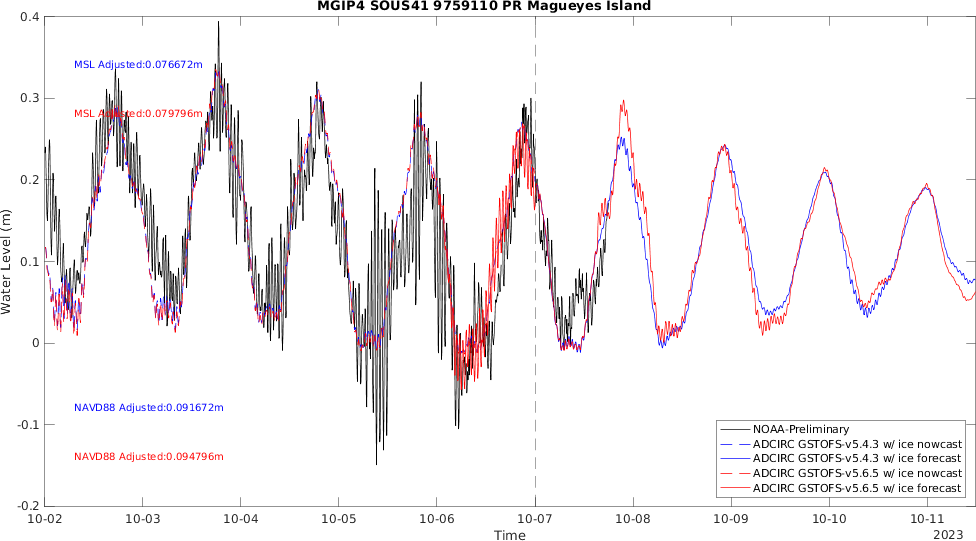 MGIP4 SOUS41 9759110 PR Magueyes Island
0.4
MSL Adjusted:0.076672m
0.3
MSL Adjusted:0.079796m
0.2
Water Level (m)
0.1
0
NAVD88 Adjusted:0.091672m
-0.1
NAVD88 Adjusted:0.094796m
-0.2
NOAA-Preliminary
ADCIRC GSTOFS-v5.4.3 w/ ice nowcast
ADCIRC GSTOFS-v5.4.3 w/ ice forecast
ADCIRC GSTOFS-v5.6.5 w/ ice nowcast
ADCIRC GSTOFS-v5.6.5 w/ ice forecast
10-02 10-03 10-04 10-05 10-06 10-07 10-08 10-09 10-10 10-11
Time
2023